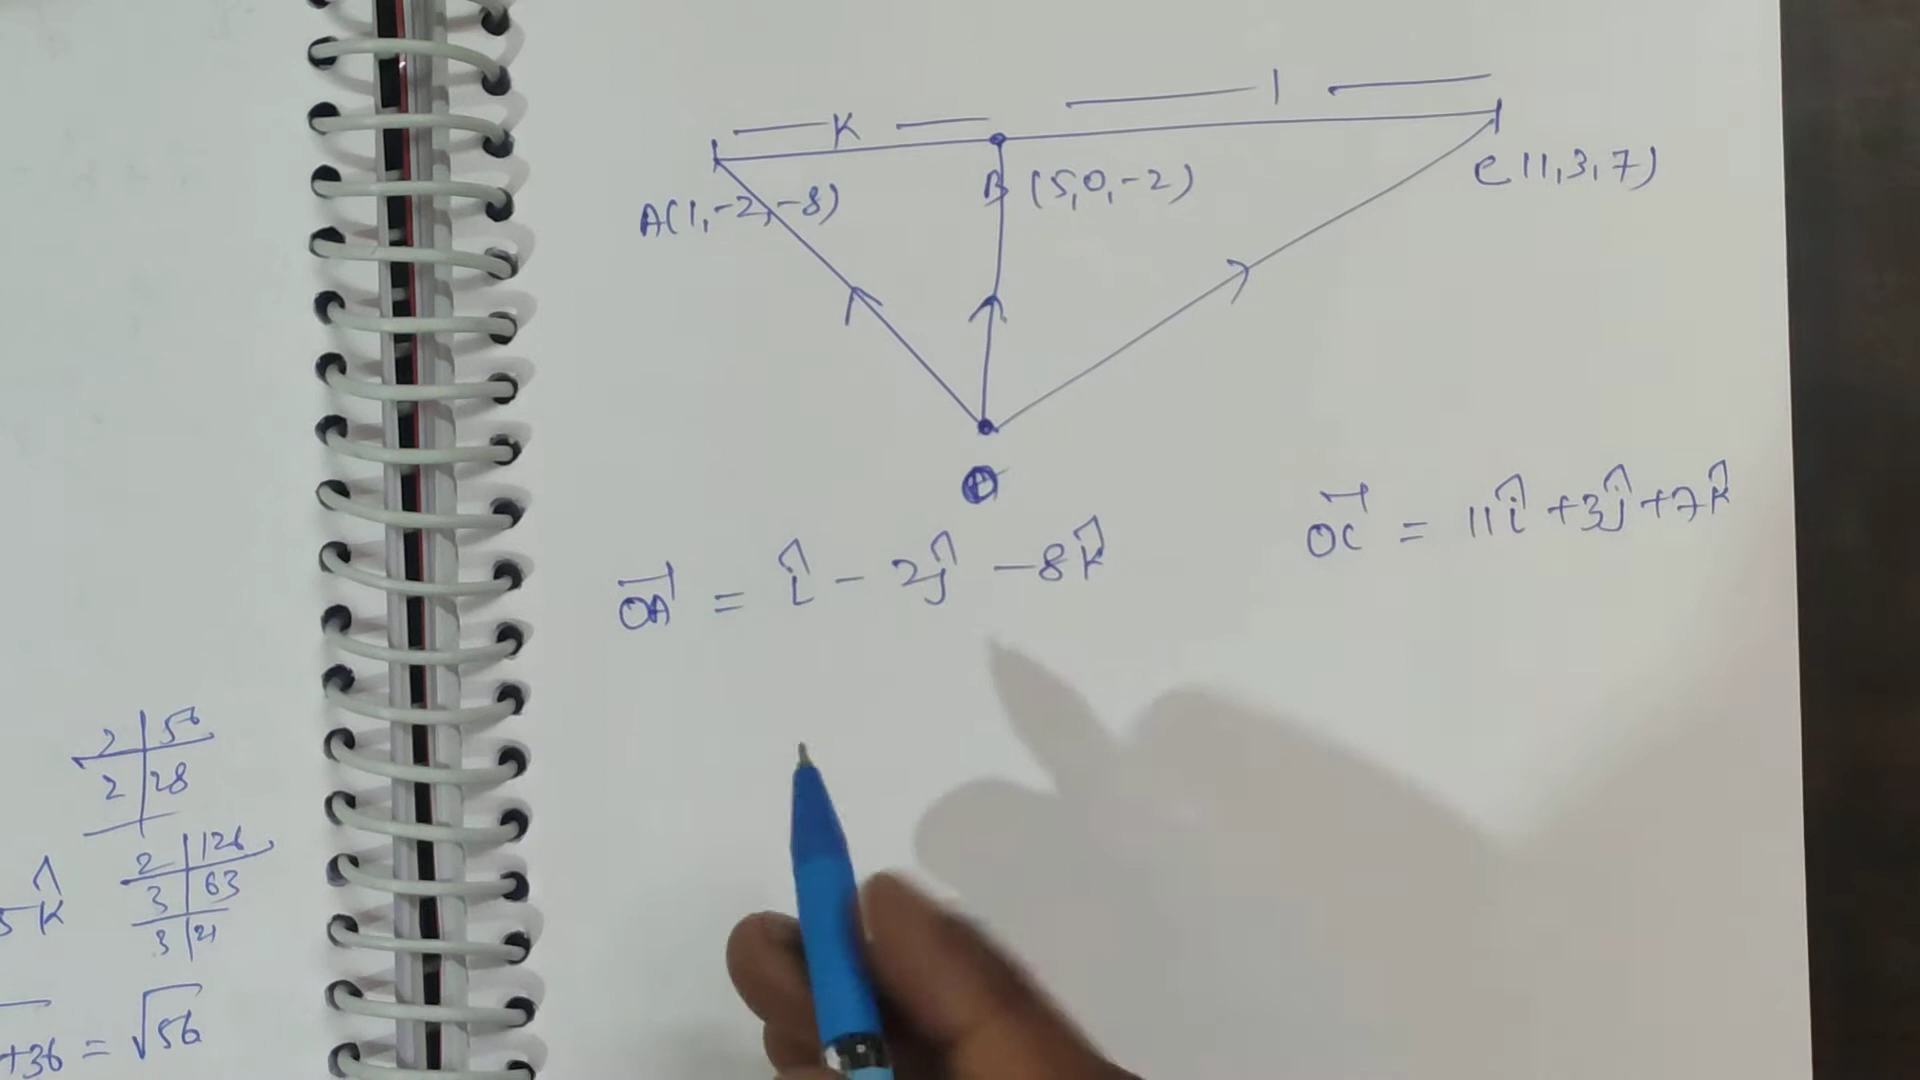 K 1
A(1,-2,-8) B (5,0,-2) C(11,3,7)
O
OA = î - 2ĵ - 8k̂
OC = 11î + 3ĵ + 7k̂
2 | 56
2 | 28
2 | 126
3 | 63
3 | 21
5k̂
+36 = √56